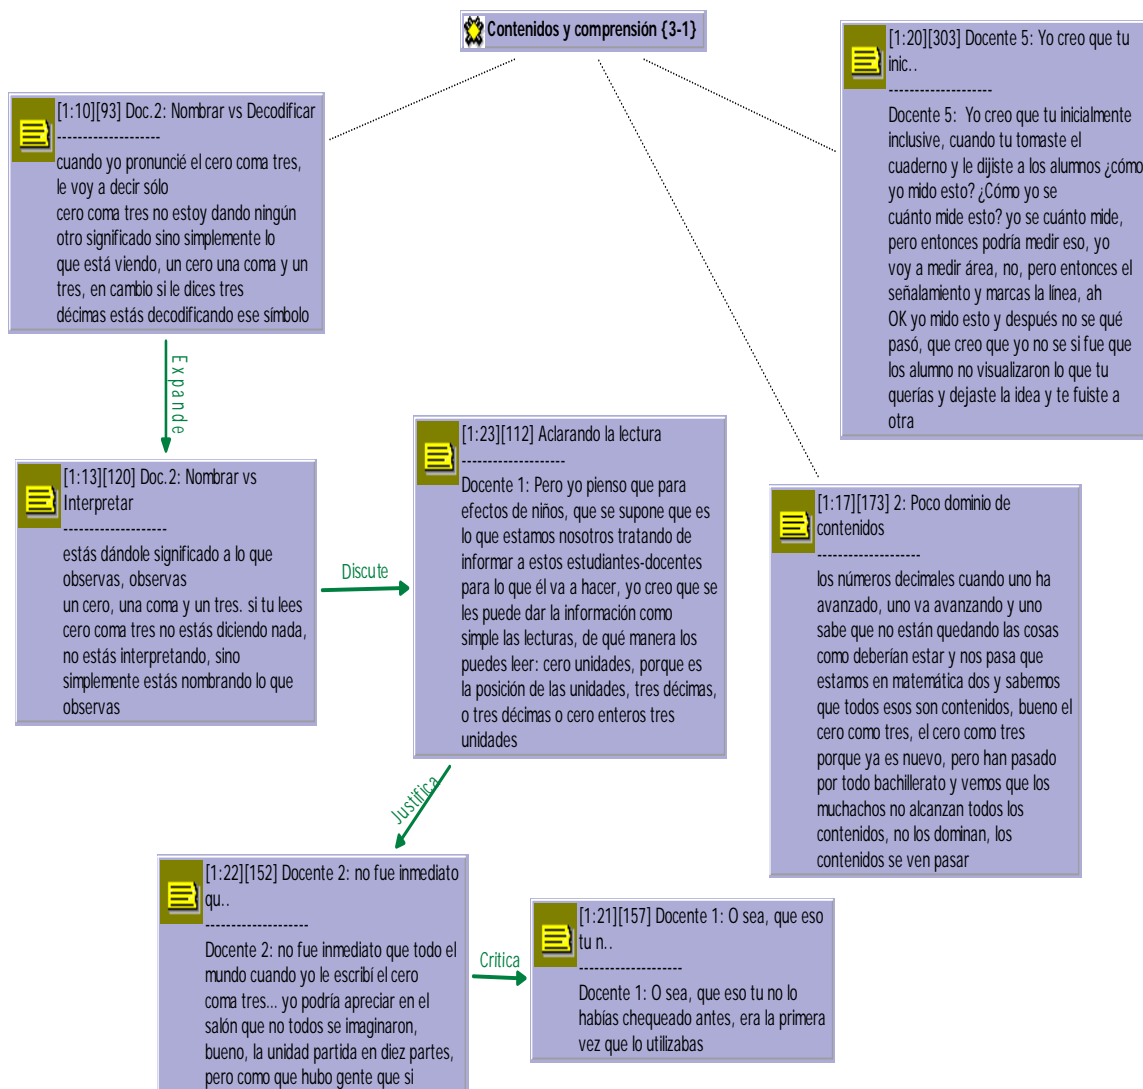 Contenidos y comprensión {3-1}
[1:10][93] Doc.2: Nombrar vs Decodificar
--------------------
cuando yo pronuncié el cero coma tres,
le voy a decir sólo
cero coma tres no estoy dando ningún
otro significado sino simplemente lo
que está viendo, un cero una coma y un
tres, en cambio si le dices tres
décimas estás decodificando ese símbolo
[1:20][303] Docente 5: Yo creo que tu
inic..
--------------------
Docente 5: Yo creo que tu inicialmente
inclusive, cuando tu tomaste el
cuaderno y le dijiste a los alumnos ¿cómo
yo mido esto? ¿Cómo yo se
cuánto mide esto? yo se cuánto mide,
pero entonces podría medir eso, yo
voy a medir área, no, pero entonces el
señalamiento y marcas la línea, ah
OK yo mido esto y después no se qué
pasó, que creo que yo no se si fue que
los alumno no visualizaron lo que tu
querías y dejaste la idea y te fuiste a
otra
Expande
[1:13][120] Doc.2: Nombrar vs
Interpretar
--------------------
estás dándole significado a lo que
observas, observas
un cero, una coma y un tres. si tu lees
cero coma tres no estás diciendo nada,
no estás interpretando, sino
simplemente estás nombrando lo que
observas
Discute
[1:23][112] Aclarando la lectura
--------------------
Docente 1: Pero yo pienso que para
efectos de niños, que se supone que es
lo que estamos nosotros tratando de
informar a estos estudiantes-docentes
para lo que él va a hacer, yo creo que se
les puede dar la información como
simple las lecturas, de qué manera los
puedes leer: cero unidades, porque es
la posición de las unidades, tres décimas,
o tres décimas o cero enteros tres
unidades
[1:17][173] 2: Poco dominio de
contenidos
--------------------
los números decimales cuando uno ha
avanzado, uno va avanzando y uno
sabe que no están quedando las cosas
como deberían estar y nos pasa que
estamos en matemática dos y sabemos
que todos esos son contenidos, bueno el
cero como tres, el cero como tres
porque ya es nuevo, pero han pasado
por todo bachillerato y vemos que los
muchachos no alcanzan todos los
contenidos, no los dominan, los
contenidos se ven pasar
Justifica
[1:22][152] Docente 2: no fue inmediato
qu..
--------------------
Docente 2: no fue inmediato que todo el
mundo cuando yo le escribí el cero
coma tres... yo podría apreciar en el
salón que no todos se imaginaron,
bueno, la unidad partida en diez partes,
pero como que hubo gente que si
Critica
[1:21][157] Docente 1: O sea, que eso
tu n..
--------------------
Docente 1: O sea, que eso tu no lo
habías chequeado antes, era la primera
vez que lo utilizabas